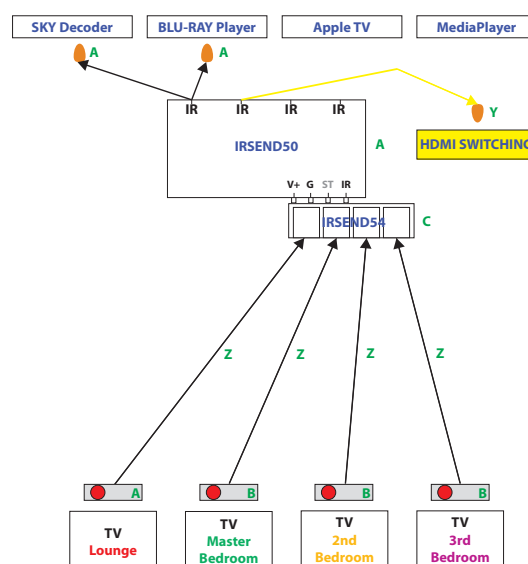 SKY Decoder
BLU-RAY Player
Apple TV
MediaPlayer
A
A
Y
IR
IR
IR
IR
IRSEND50
A
HDMI SWITCHING
V+
G
ST
IR
IRSEND54
C
Z
Z
Z
Z
A
B
B
B
TV
Lounge
TV
Master
Bedroom
TV
2nd
Bedroom
TV
3rd
Bedroom